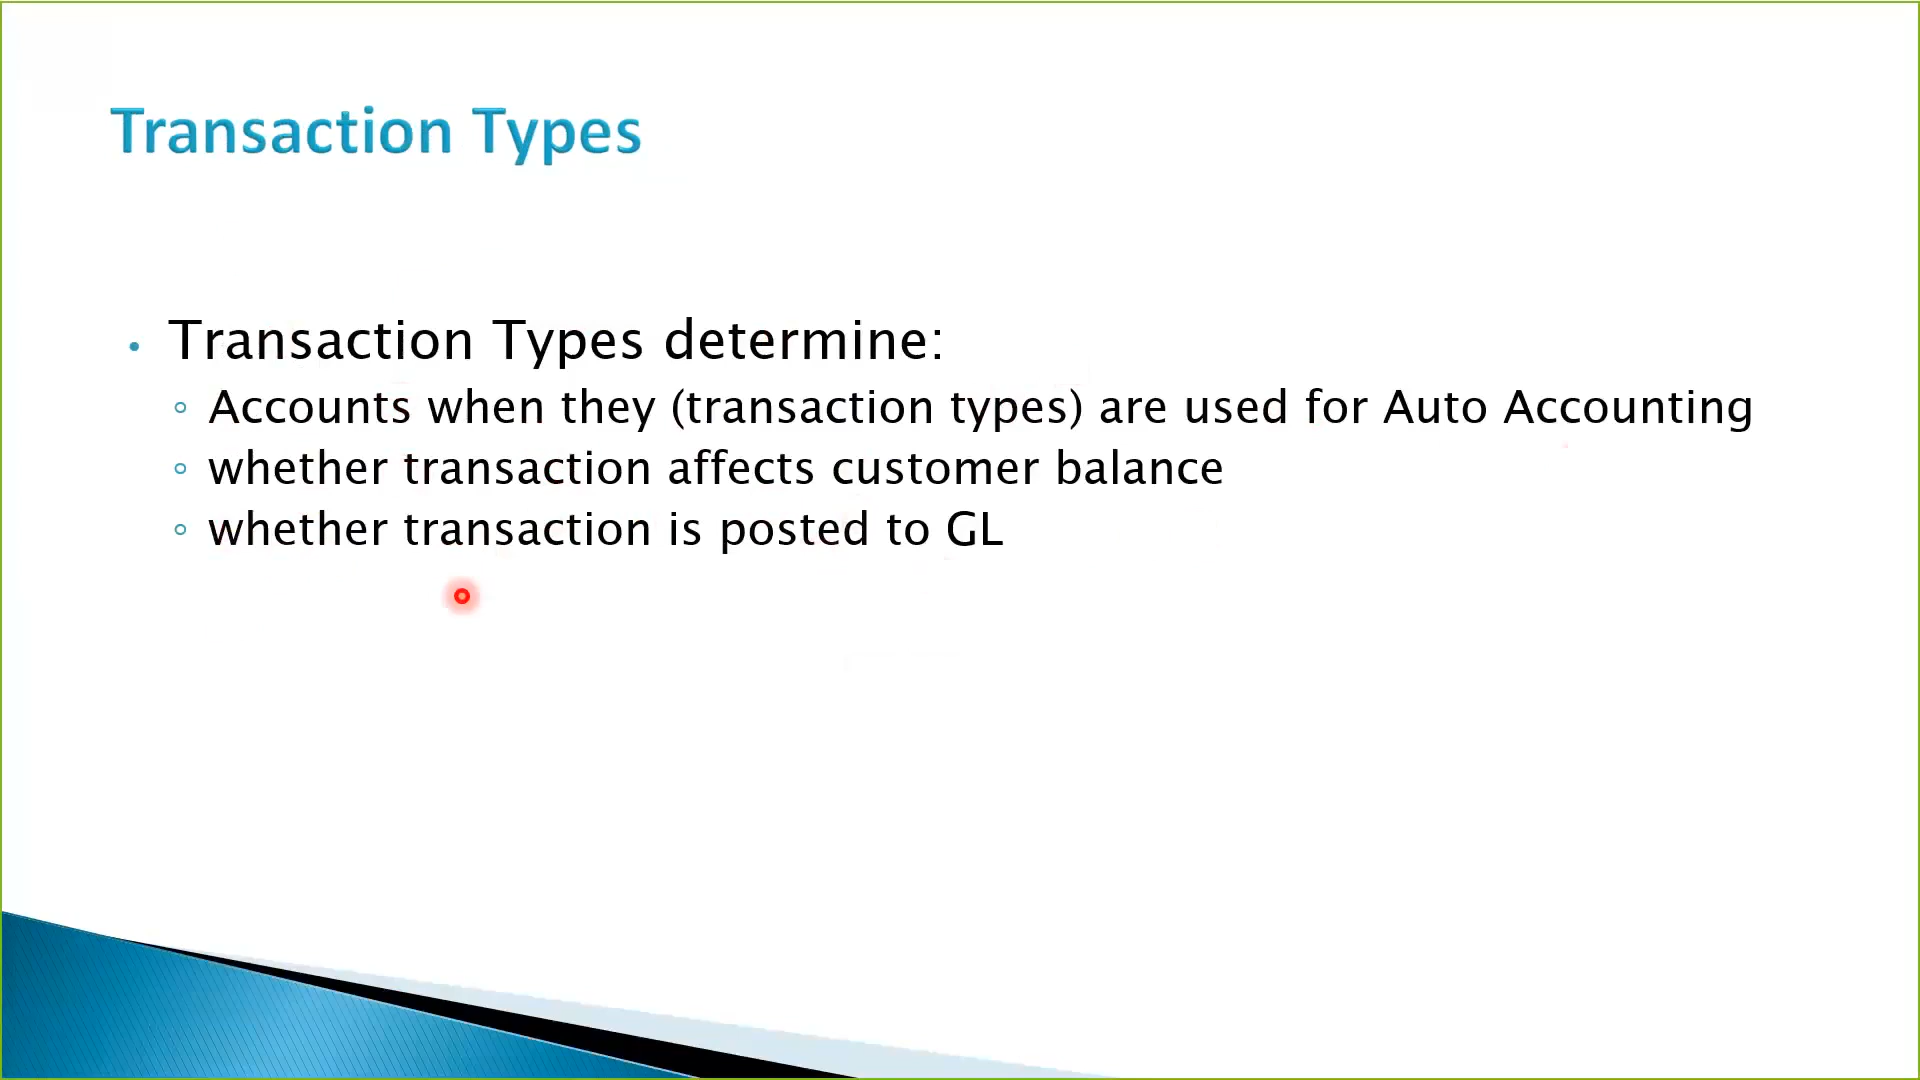 Transaction Types
• Transaction Types determine:
◦ Accounts when they (transaction types) are used for Auto Accounting
◦ whether transaction affects customer balance
◦ whether transaction is posted to GL